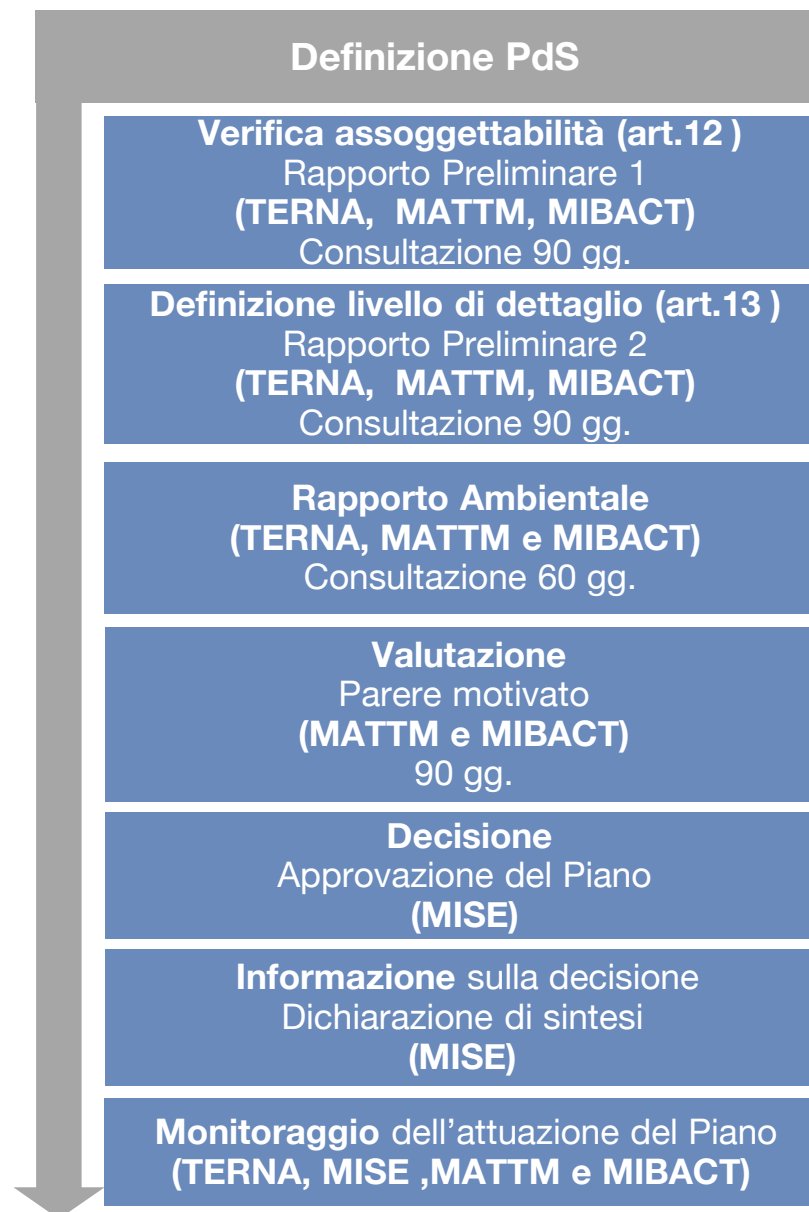 Definizione PdS
Verifica assoggettabilità (art.12 )
Rapporto Preliminare 1
(TERNA, MATTM, MIBACT)
Consultazione 90 gg.
Definizione livello di dettaglio (art.13 )
Rapporto Preliminare 2
(TERNA, MATTM, MIBACT)
Consultazione 90 gg.
Rapporto Ambientale
(TERNA, MATTM e MIBACT)
Consultazione 60 gg.
Valutazione
Parere motivato
(MATTM e MIBACT)
90 gg.
Decisione
Approvazione del Piano
(MISE)
Informazione sulla decisione
Dichiarazione di sintesi
(MISE)
Monitoraggio dell’attuazione del Piano
(TERNA, MISE ,MATTM e MIBACT)